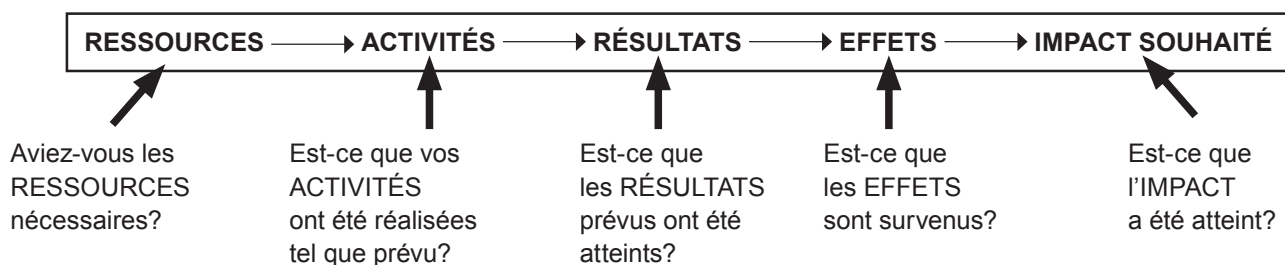 RESSOURCES ACTIVITÉS RÉSULTATS EFFETS IMPACT SOUHAITÉ
Aviez-vous les
RESSOURCES
nécessaires?
Est-ce que vos
ACTIVITÉS
ont été réalisées
tel que prévu?
Est-ce que
les RÉSULTATS
prévus ont été
atteints?
Est-ce que
les EFFETS
sont survenus?
Est-ce que
l’IMPACT
a été atteint?